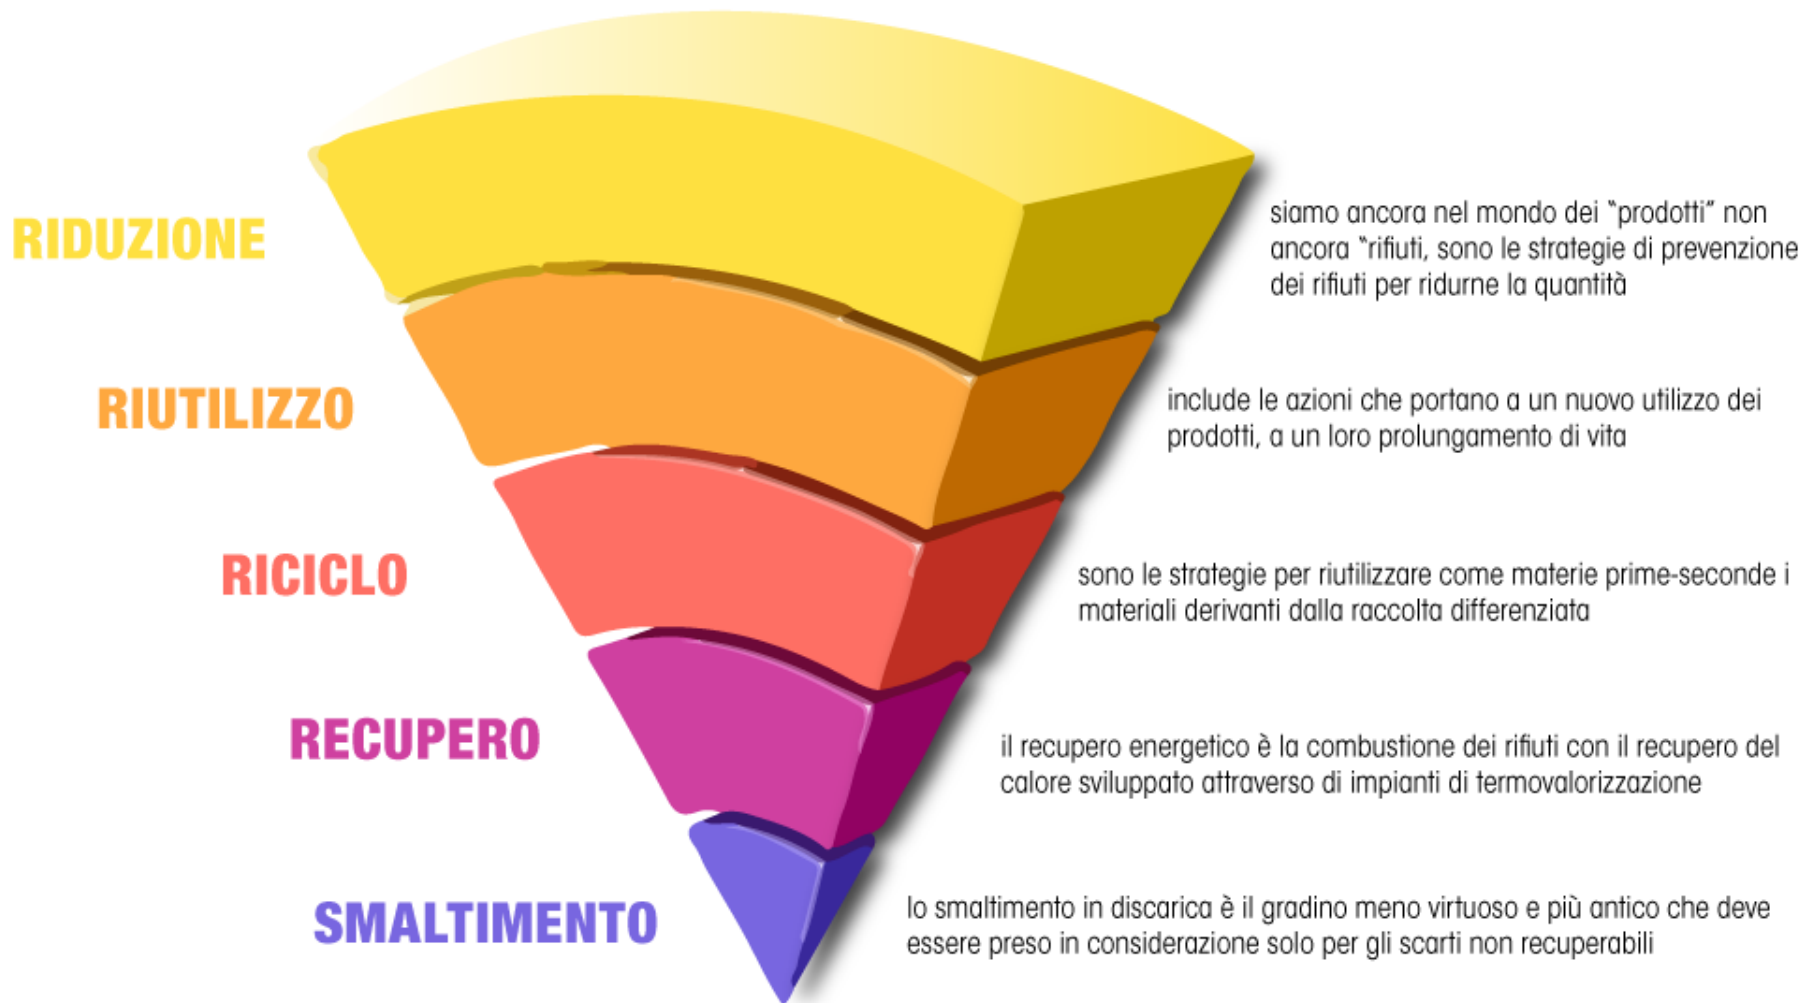 RIDUZIONE
siamo ancora nel mondo dei "prodotti" non
ancora "rifiuti, sono le strategie di prevenzione
dei rifiuti per ridurne la quantità
RIUTILIZZO
include le azioni che portano a un nuovo utilizzo dei
prodotti, a un loro prolungamento di vita
RICICLO
sono le strategie per riutilizzare come materie prime-seconde i
materiali derivanti dalla raccolta differenziata
RECUPERO
il recupero energetico è la combustione dei rifiuti con il recupero del
calore sviluppato attraverso di impianti di termovalorizzazione
SMALTIMENTO
lo smaltimento in discarica è il gradino meno virtuoso e più antico che deve
essere preso in considerazione solo per gli scarti non recuperabili